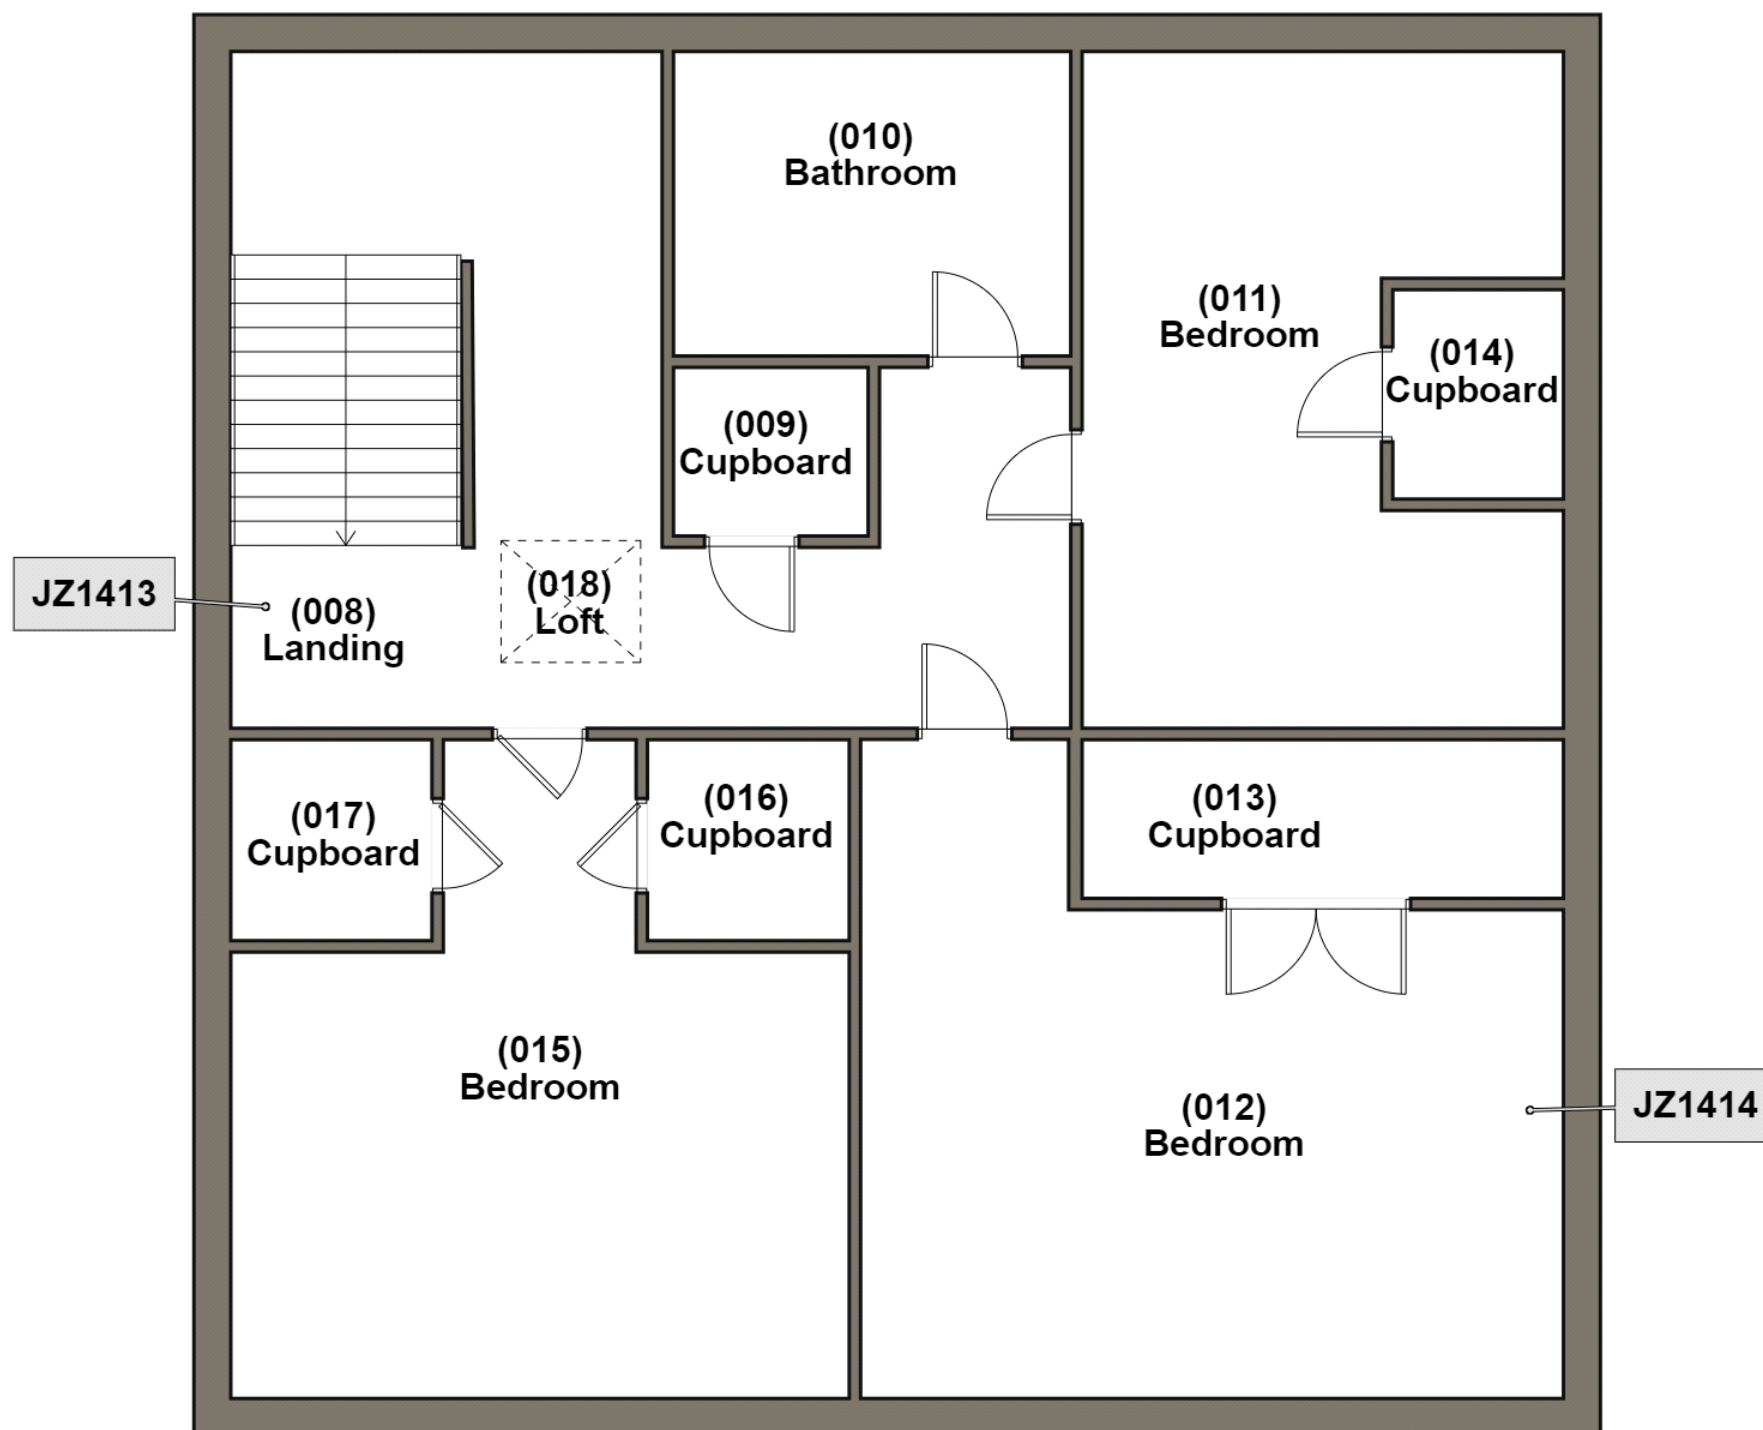 (010)
Bathroom
(011)
Bedroom
(014)
Cupboard
(009)
Cupboard
JZ1413
(008)
Landing
(018)
Loft
(017)
Cupboard
(016)
Cupboard
(013)
Cupboard
(015)
Bedroom
(012)
Bedroom
JZ1414